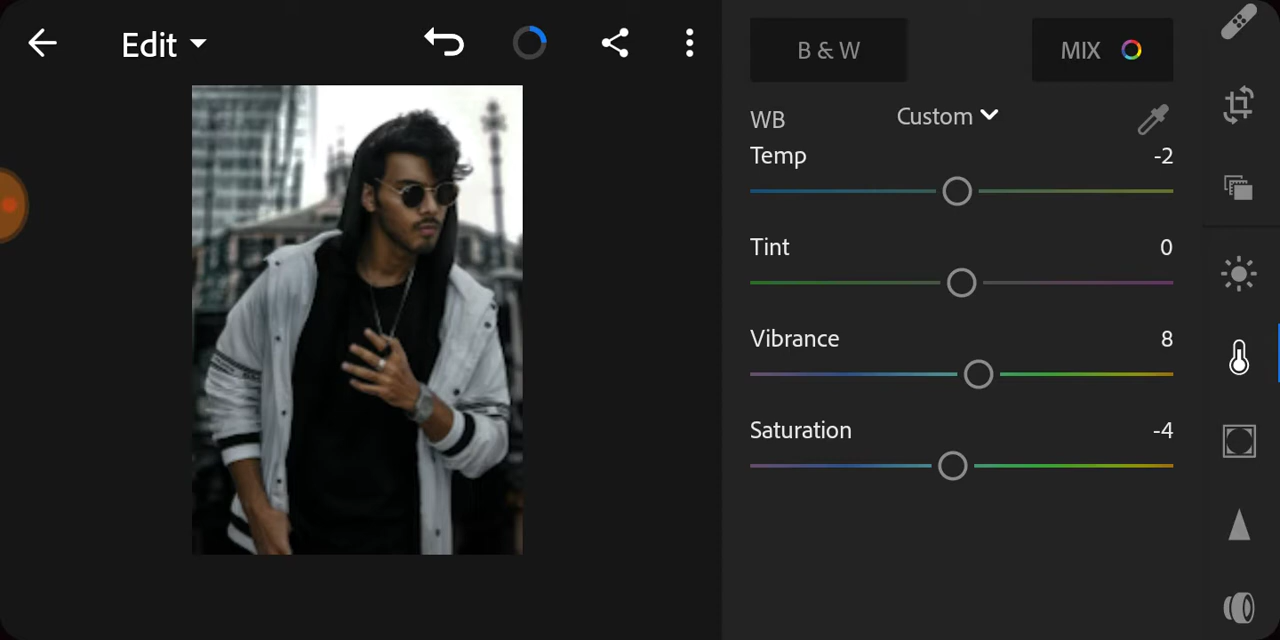 Edit
B & W
MIX
WB
Custom
Temp
-2
Tint
0
Vibrance
8
Saturation
-4